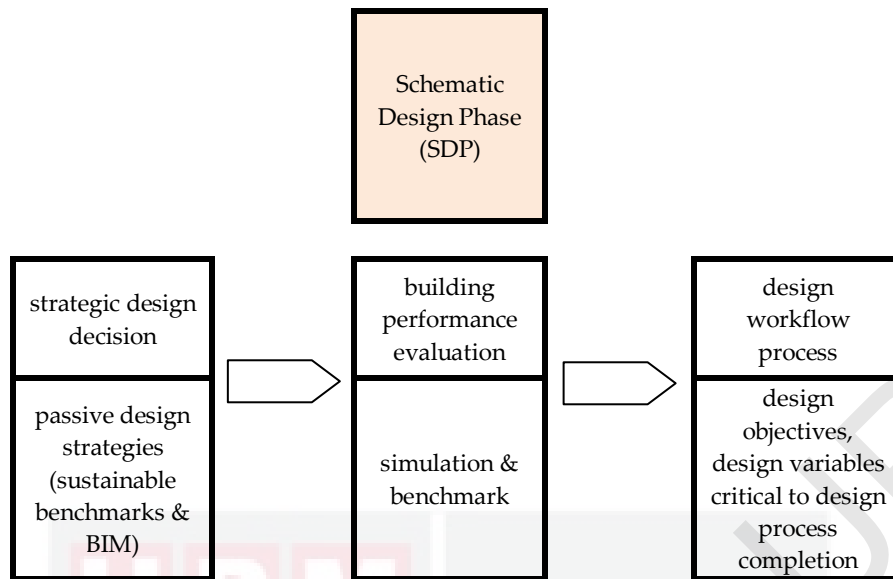 Schematic
Design Phase
(SDP)
strategic design
decision
passive design
strategies
(sustainable
benchmarks &
BIM)
building
performance
evaluation
simulation &
benchmark
design
workflow
process
design
objectives,
design variables
critical to design
process
completion